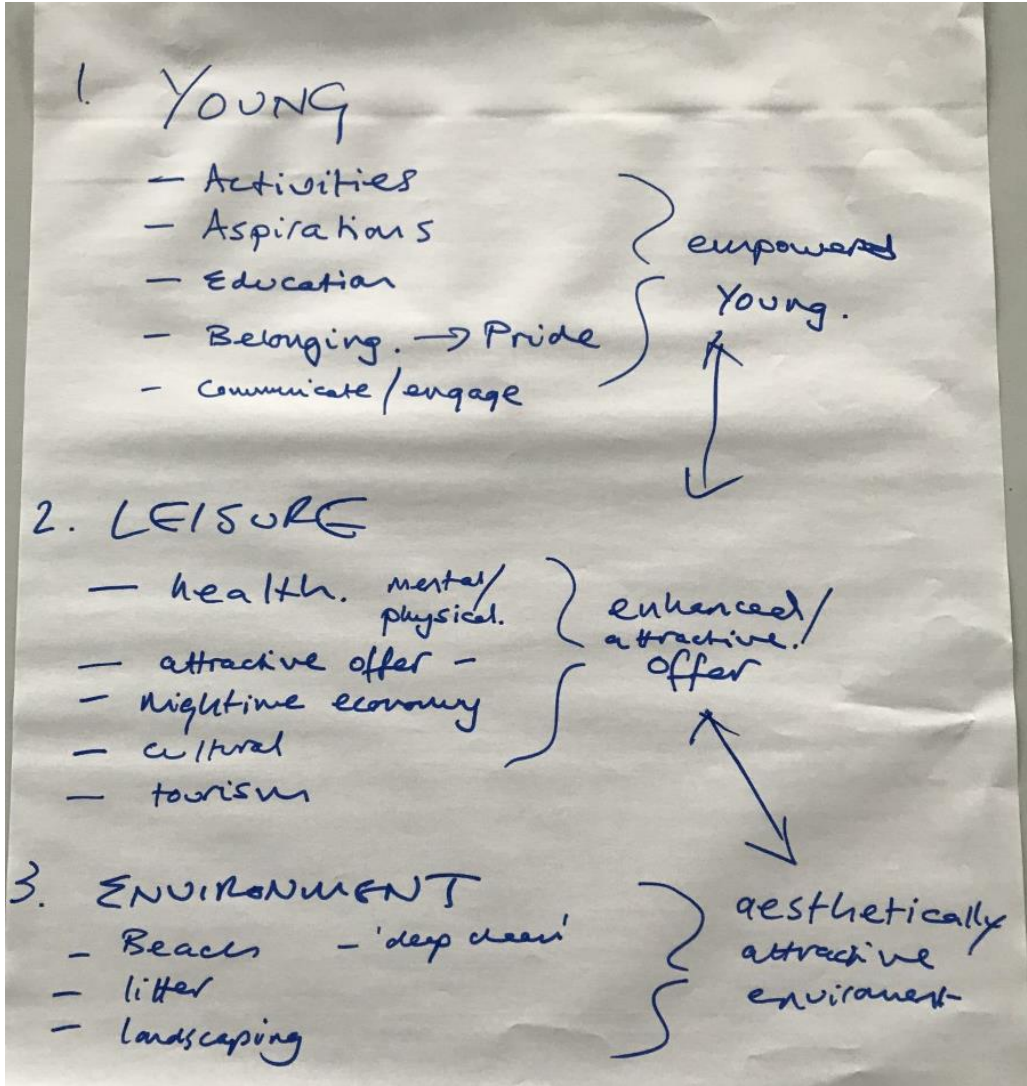 1. YOUNG
- Activities
- Aspirations
- Education
- Belonging. → Pride
- Communicate/engage
empowered
Young.
2. LEISURE
- health. mental/
physical.
- attractive offer -
- nightime economy
- cultural
- tourism
enhanced/
attractive/
offer
3. ENVIRONMENT
- Beach - 'deep clean'
- litter
- landscaping
aesthetically
attractive
enviroment